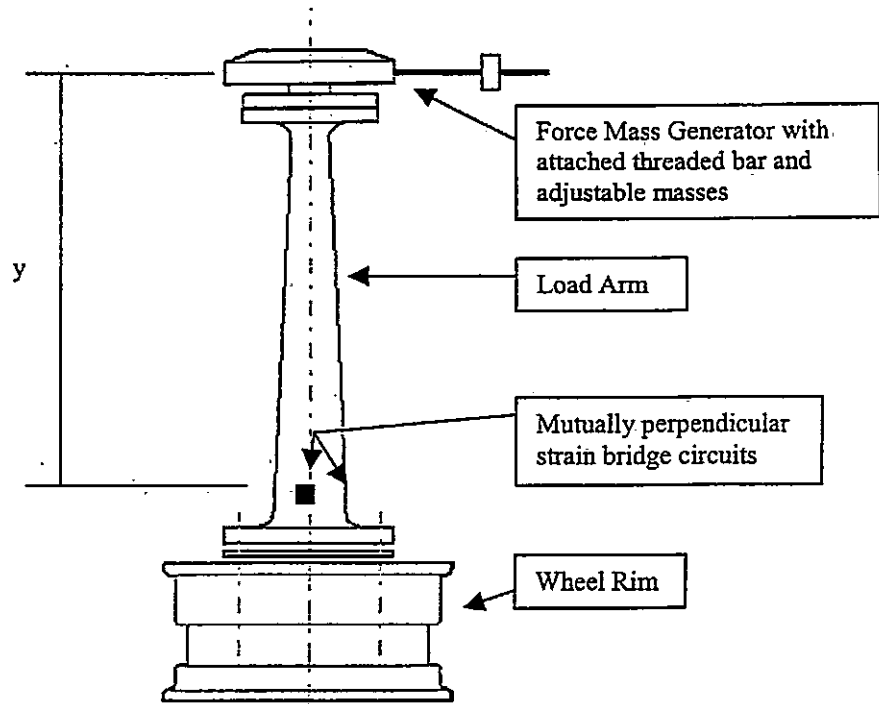 Force Mass Generator with
attached threaded bar and
adjustable masses
y
Load Arm
Mutually perpendicular
strain bridge circuits
Wheel Rim